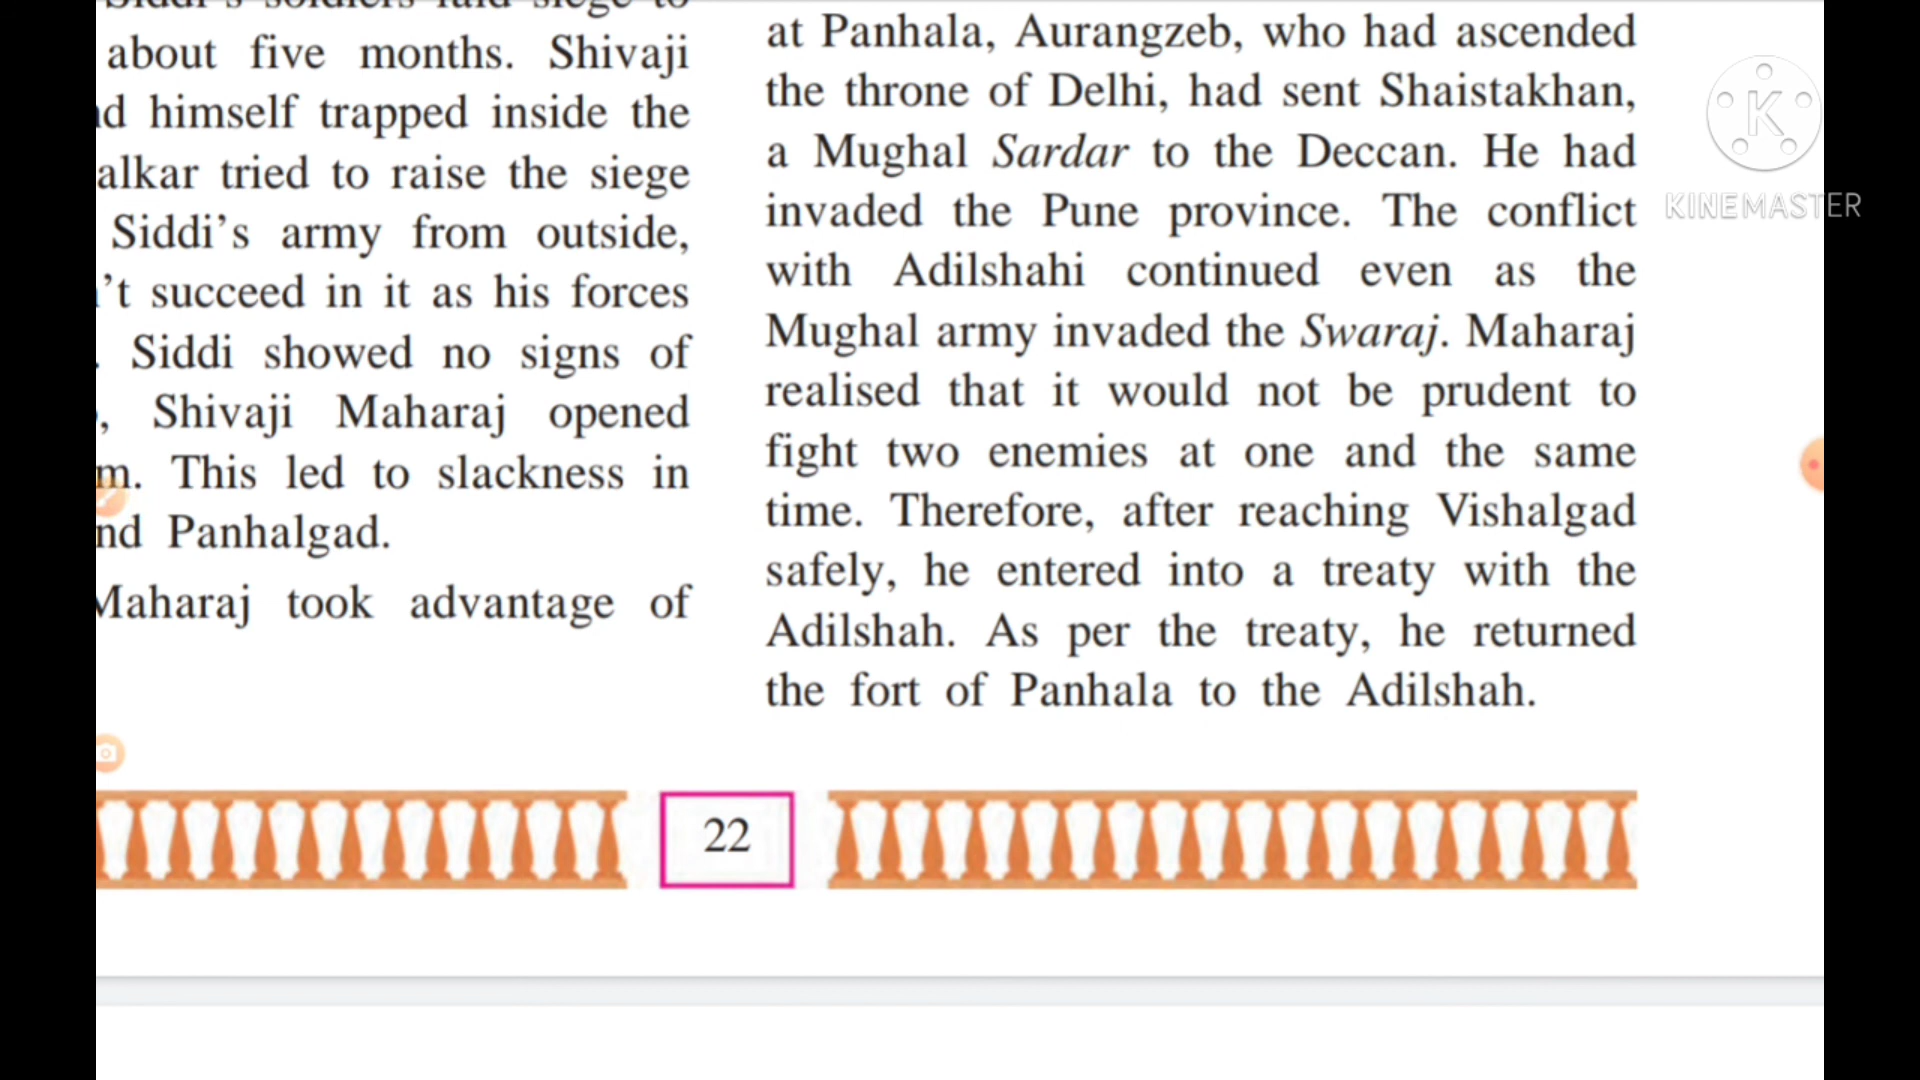 Siddi's soldiers laid siege to
about five months. Shivaji
himself trapped inside the
alkar tried to raise the siege
Siddi's army from outside,
't succeed in it as his forces
. Siddi showed no signs of
, Shivaji Maharaj opened
m. This led to slackness in
nd Panhalgad.
Maharaj took advantage of
at Panhala, Aurangzeb, who had ascended
the throne of Delhi, had sent Shaistakhan,
a Mughal Sardar to the Deccan. He had
invaded the Pune province. The conflict
with Adilshahi continued even as the
Mughal army invaded the Swaraj. Maharaj
realised that it would not be prudent to
fight two enemies at one and the same
time. Therefore, after reaching Vishalgad
safely, he entered into a treaty with the
Adilshah. As per the treaty, he returned
the fort of Panhala to the Adilshah.
22
K
KINEMASTER